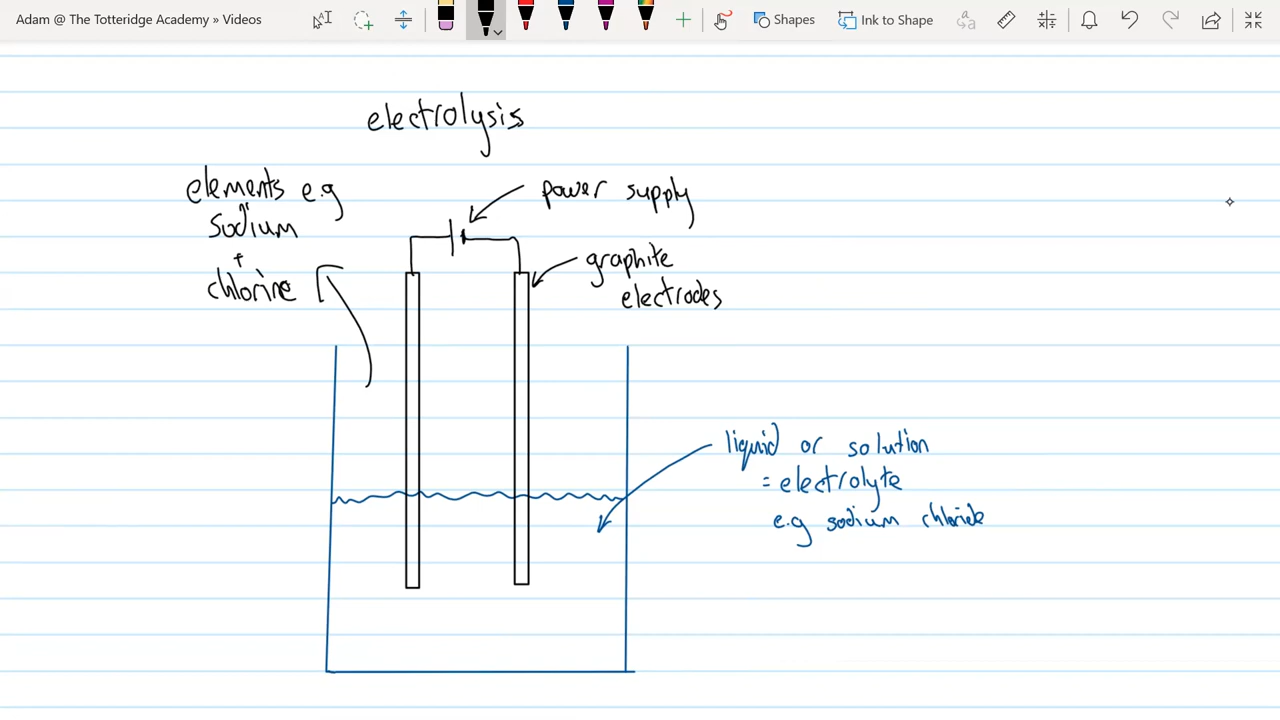 Adam @ The Totteridge Academy » Videos
Shapes
Ink to Shape
electrolysis
elements e.g
sodium
+
chlorine
power supply
graphite
electrodes
liquid or solution
= electrolyte
e.g sodium chloride